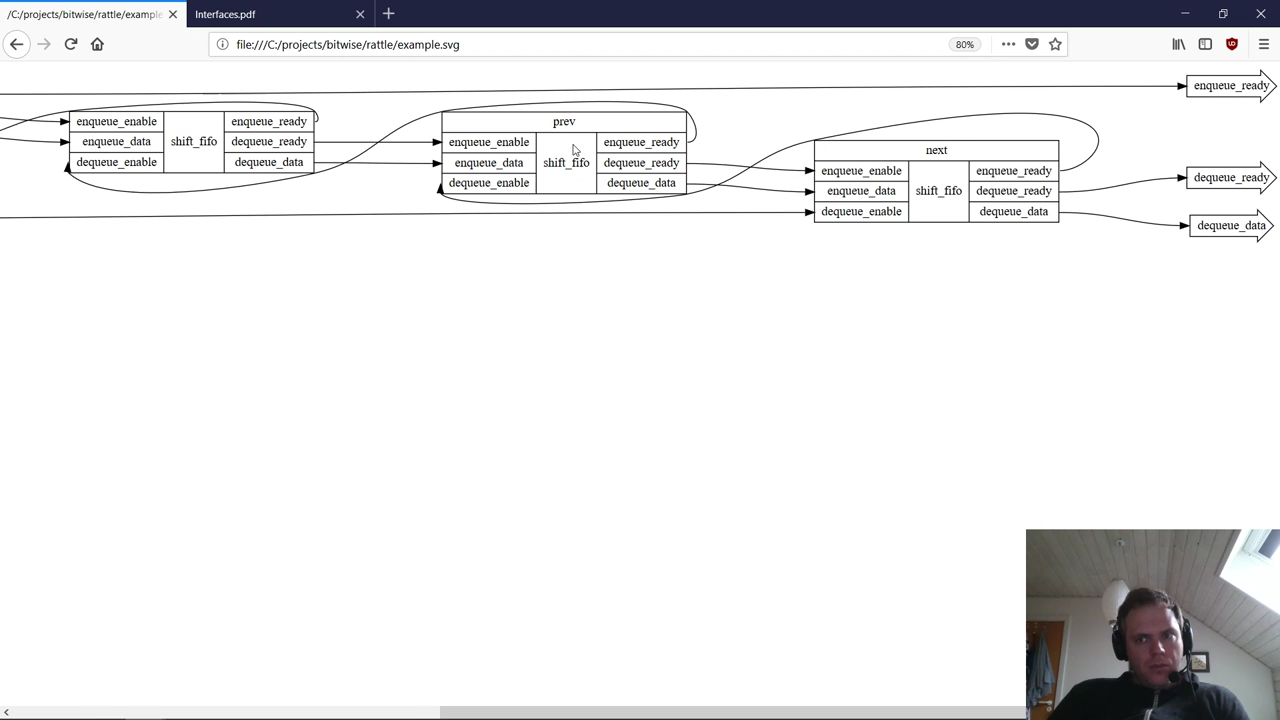 /C:/projects/bitwise/rattle/example
Interfaces.pdf
file:///C:/projects/bitwise/rattle/example.svg
80%
enqueue_ready
enqueue_enable
enqueue_data
dequeue_enable
shift_fifo
enqueue_ready
dequeue_ready
dequeue_data
prev
enqueue_enable
enqueue_data
dequeue_enable
shift_fifo
enqueue_ready
dequeue_ready
dequeue_data
next
enqueue_enable
enqueue_data
dequeue_enable
shift_fifo
enqueue_ready
dequeue_ready
dequeue_data
dequeue_ready
dequeue_data